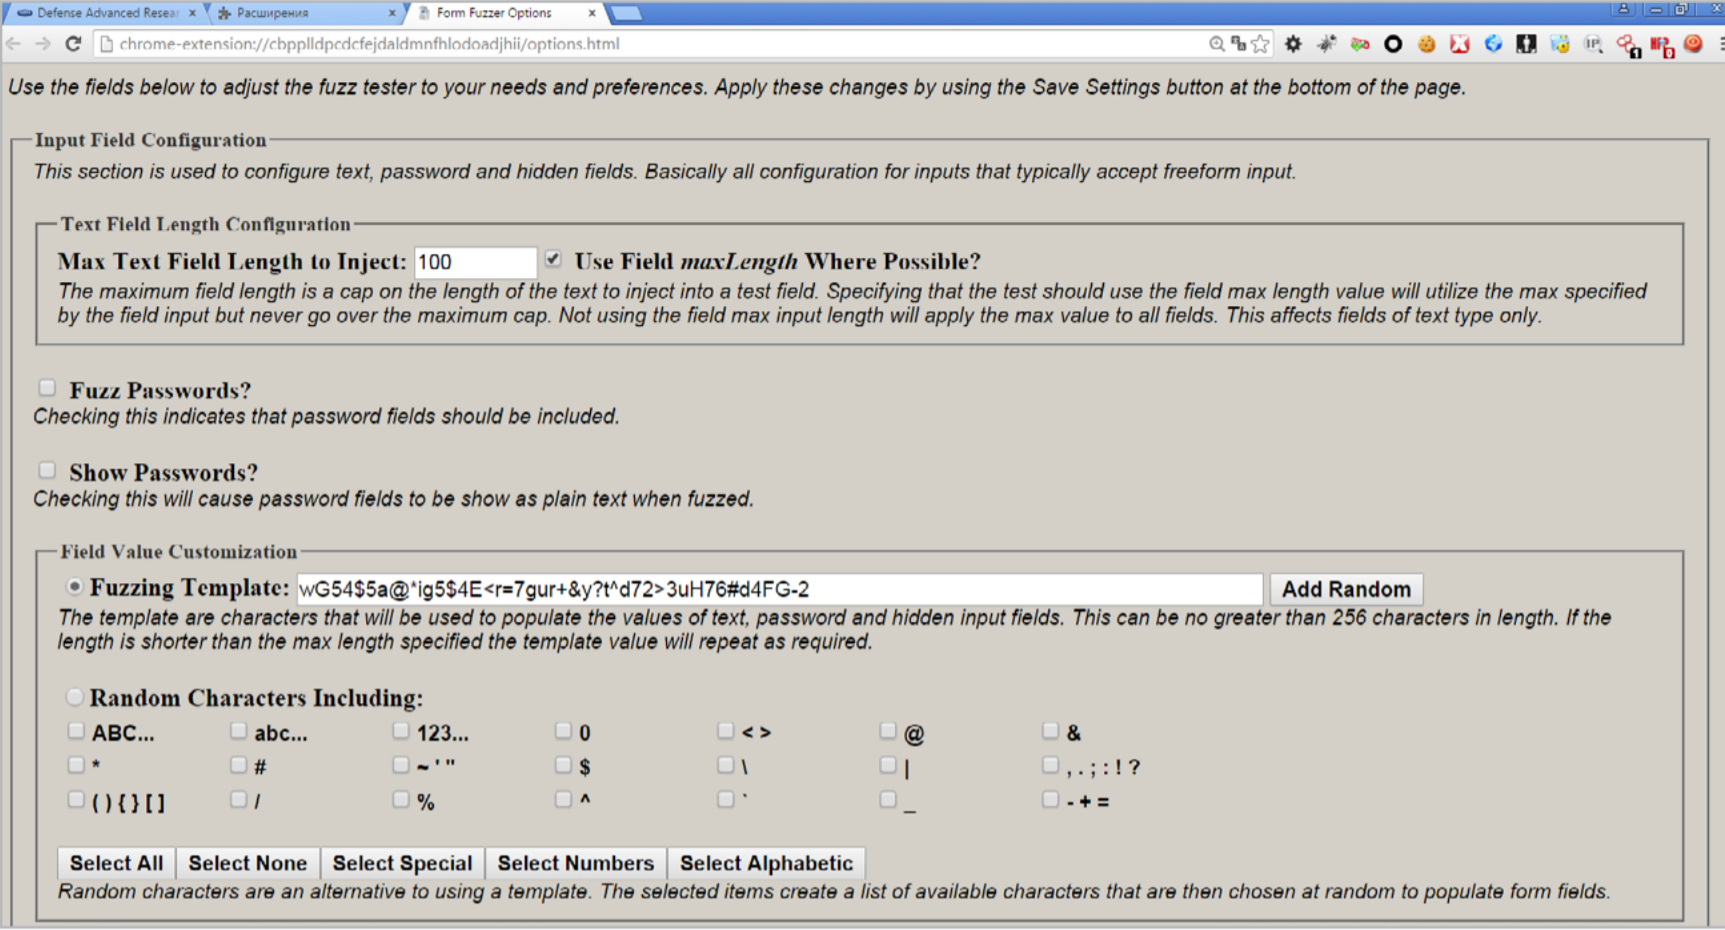 Defense Advanced Resear
Расширения
Form Fuzzer Options
chrome-extension://cbpplldpcdcfejdaldmnfhlodoadjhii/options.html
Use the fields below to adjust the fuzz tester to your needs and preferences. Apply these changes by using the Save Settings button at the bottom of the page.
Input Field Configuration
This section is used to configure text, password and hidden fields. Basically all configuration for inputs that typically accept freeform input.
Text Field Length Configuration
Max Text Field Length to Inject: 100 Use Field maxLength Where Possible?
The maximum field length is a cap on the length of the text to inject into a test field. Specifying that the test should use the field max length value will utilize the max specified
by the field input but never go over the maximum cap. Not using the field max input length will apply the max value to all fields. This affects fields of text type only.
Fuzz Passwords?
Checking this indicates that password fields should be included.
Show Passwords?
Checking this will cause password fields to be show as plain text when fuzzed.
Field Value Customization
Fuzzing Template: wG54$5a@*ig5$4E<r=7gur+&y?t^d72>3uH76#d4FG-2 Add Random
The template are characters that will be used to populate the values of text, password and hidden input fields. This can be no greater than 256 characters in length. If the
length is shorter than the max length specified the template value will repeat as required.
Random Characters Including:
ABC... abc... 123... 0 < > @ &
* # ~ ' " $ \ | , . ; : ! ?
( ) { } [ ] / % ^ ` _ - + =
Select All Select None Select Special Select Numbers Select Alphabetic
Random characters are an alternative to using a template. The selected items create a list of available characters that are then chosen at random to populate form fields.